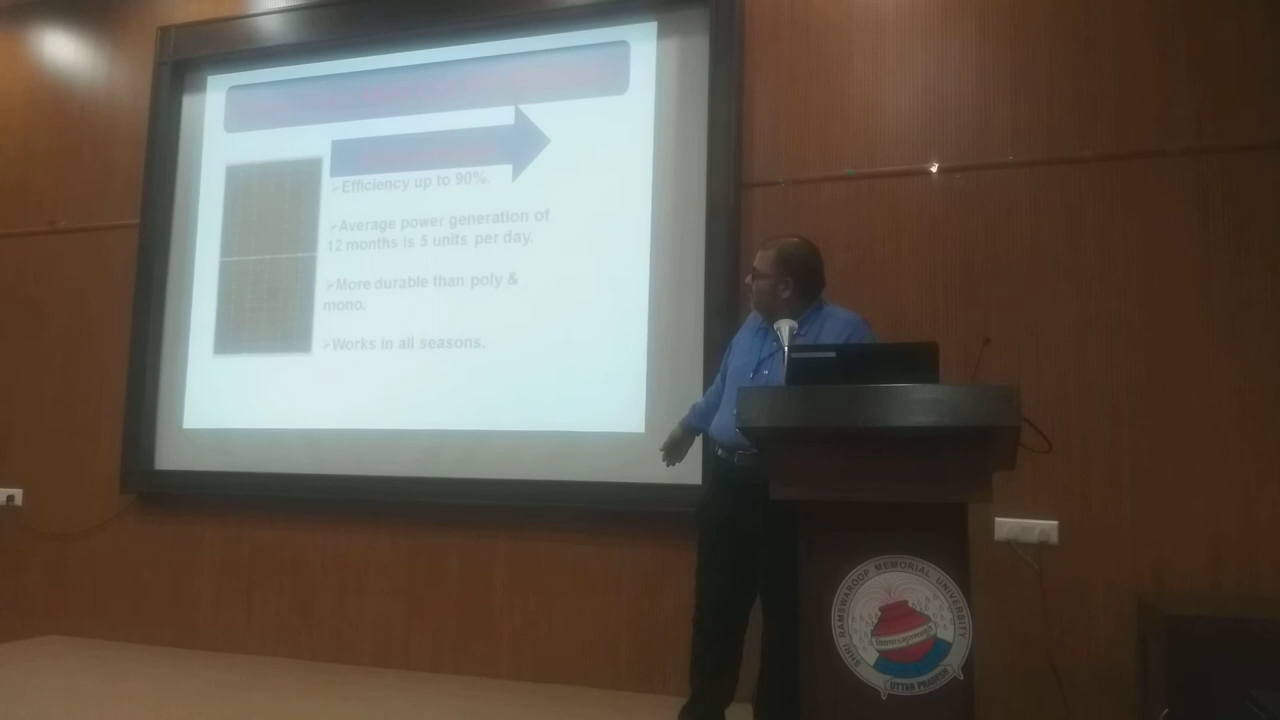 ➢Efficiency up to 90%.
➢Average power generation of
12 months is 5 units per day.
➢More durable than poly &
mono.
➢Works in all seasons.
SHRI RAMSWAROOP MEMORIAL UNIVERSITY
UTTAR PRADESH